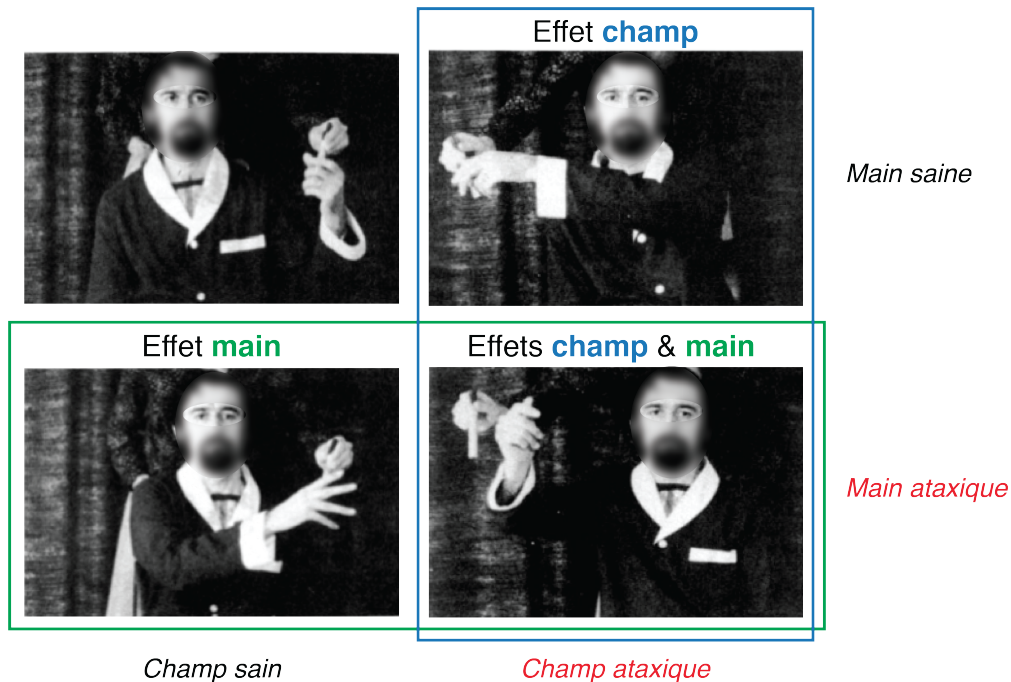 Effet champ
Main saine
Effet main
Effets champ & main
Main ataxique
Champ sain
Champ ataxique